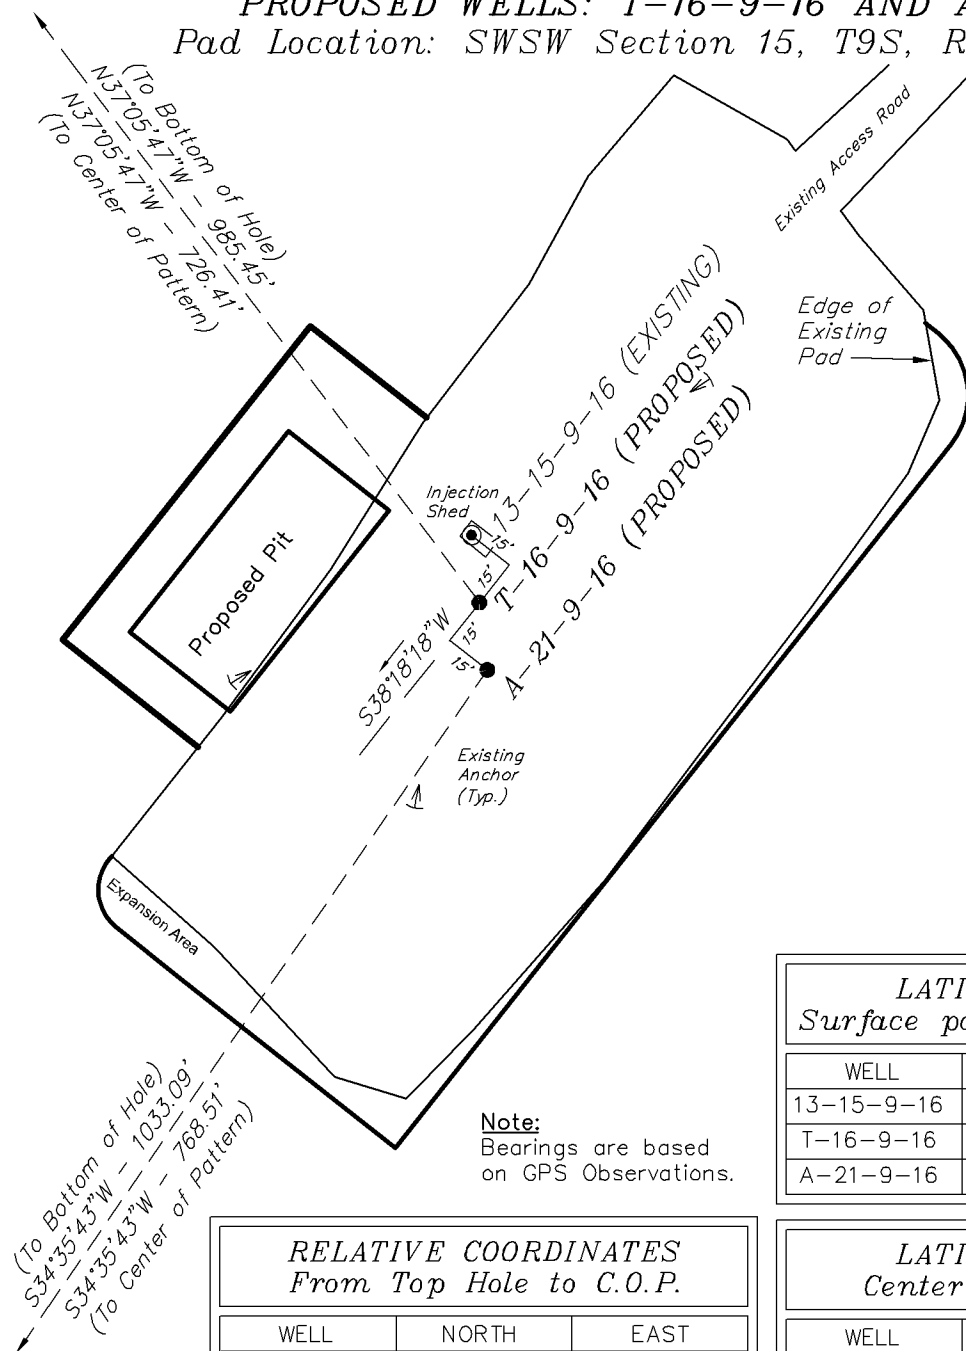 PROPOSED WELLS: T-16-9-16 AND A
Pad Location: SWSW Section 15, T9S, R
(To Bottom of Hole)
N37°05'47"W - 985.45'
N37°05'47"W - 726.41'
(To Center of Pattern)
Existing Access Road
Edge of
Existing
Pad
13-15-9-16 (EXISTING)
T-16-9-16 (PROPOSED)
A-21-9-16 (PROPOSED)
Injection
Shed
15'
15'
15'
15'
S38°18'18"W
Proposed Pit
Existing
Anchor
(Typ.)
Expansion Area
(To Bottom of Hole)
S34°35'43"W - 1033.09'
S34°35'43"W - 768.51'
(To Center of Pattern)
Note:
Bearings are based
on GPS Observations.
LATI
Surface po
WELL
13-15-9-16
T-16-9-16
A-21-9-16
RELATIVE COORDINATES
From Top Hole to C.O.P.
WELL NORTH EAST
LATI
Center
WELL